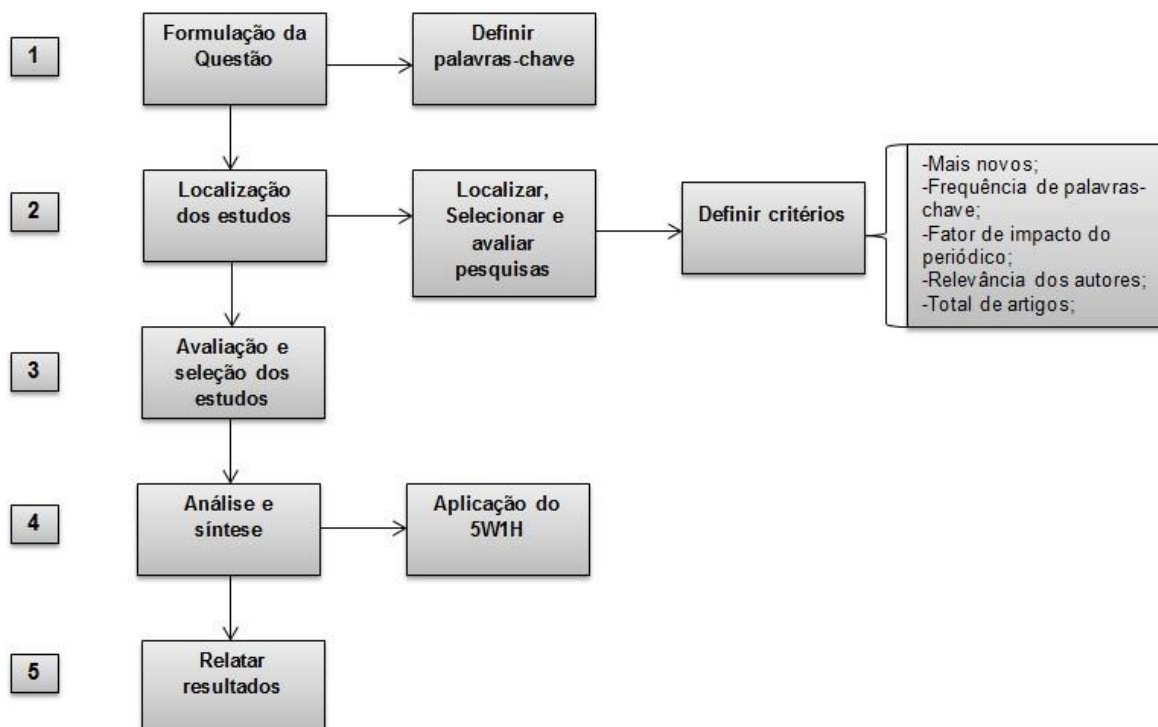 1
Formulação da
Questão
Definir
palavras-chave
2
Localização
dos estudos
Localizar,
Selecionar e
avaliar
pesquisas
Definir critérios
-Mais novos;
-Frequência de palavras-
chave;
-Fator de impacto do
periódico;
-Relevância dos autores;
-Total de artigos;
3
Avaliação e
seleção dos
estudos
4
Análise e
síntese
Aplicação do
5W1H
5
Relatar
resultados